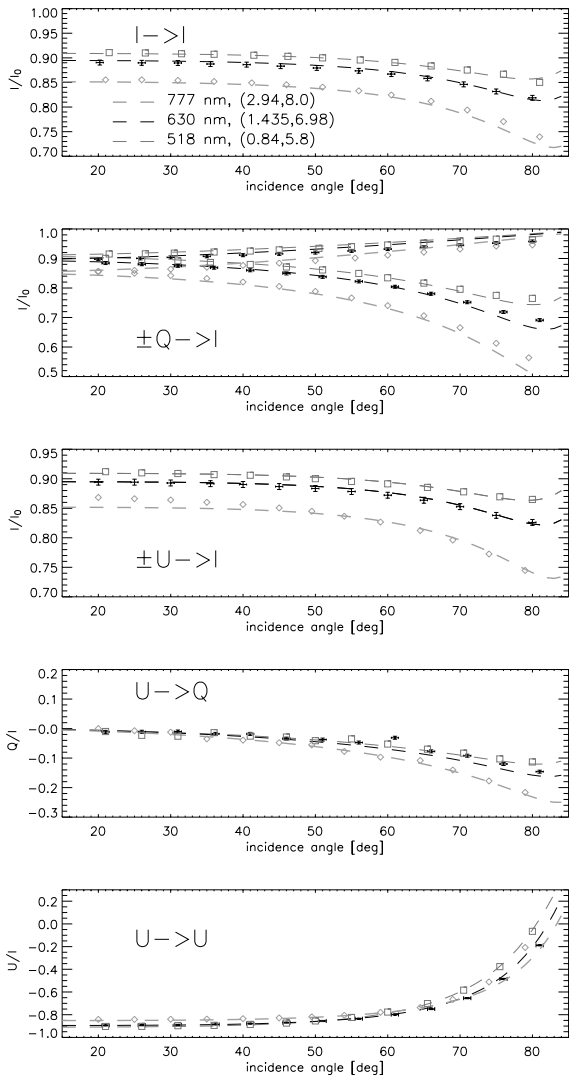 I->I
1.00
0.95
0.90
0.85
0.80
0.75
0.70
I/I0
777 nm, (2.94,8.0)
630 nm, (1.435,6.98)
518 nm, (0.84,5.8)
20 30 40 50 60 70 80
incidence angle [deg]
1.0
0.9
0.8
0.7
0.6
0.5
I/I0
±Q->I
20 30 40 50 60 70 80
incidence angle [deg]
0.95
0.90
0.85
0.80
0.75
0.70
I/I0
±U->I
20 30 40 50 60 70 80
incidence angle [deg]
0.2
0.1
-0.0
-0.1
-0.2
-0.3
Q/I
U->Q
20 30 40 50 60 70 80
incidence angle [deg]
0.2
0.0
-0.2
-0.4
-0.6
-0.8
-1.0
U/I
U->U
20 30 40 50 60 70 80
incidence angle [deg]